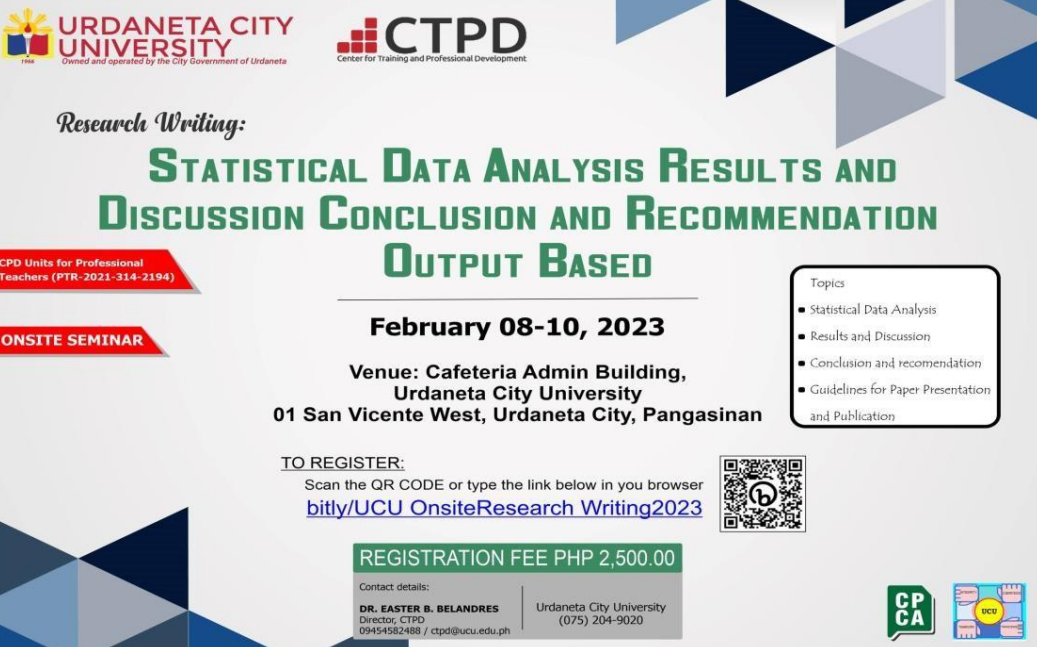 URDANETA CITY
UNIVERSITY
Owned and operated by the City Government of Urdaneta
1966
CTPD
Center for Training and Professional Development
Research Writing:
STATISTICAL DATA ANALYSIS RESULTS AND
DISCUSSION CONCLUSION AND RECOMMENDATION
OUTPUT BASED
CPD Units for Professional
Teachers (PTR-2021-314-2194)
ONSITE SEMINAR
February 08-10, 2023
Venue: Cafeteria Admin Building,
Urdaneta City University
01 San Vicente West, Urdaneta City, Pangasinan
Topics
Statistical Data Analysis
Results and Discussion
Conclusion and recomendation
Guidelines for Paper Presentation
and Publication
TO REGISTER:
Scan the QR CODE or type the link below in you browser
bitly/UCU OnsiteResearch Writing2023
REGISTRATION FEE PHP 2,500.00
Contact details:
DR. EASTER B. BELANDRES
Director, CTPD
09454582488 / ctpd@ucu.edu.ph
Urdaneta City University
(075) 204-9020
CP
CA
UCU